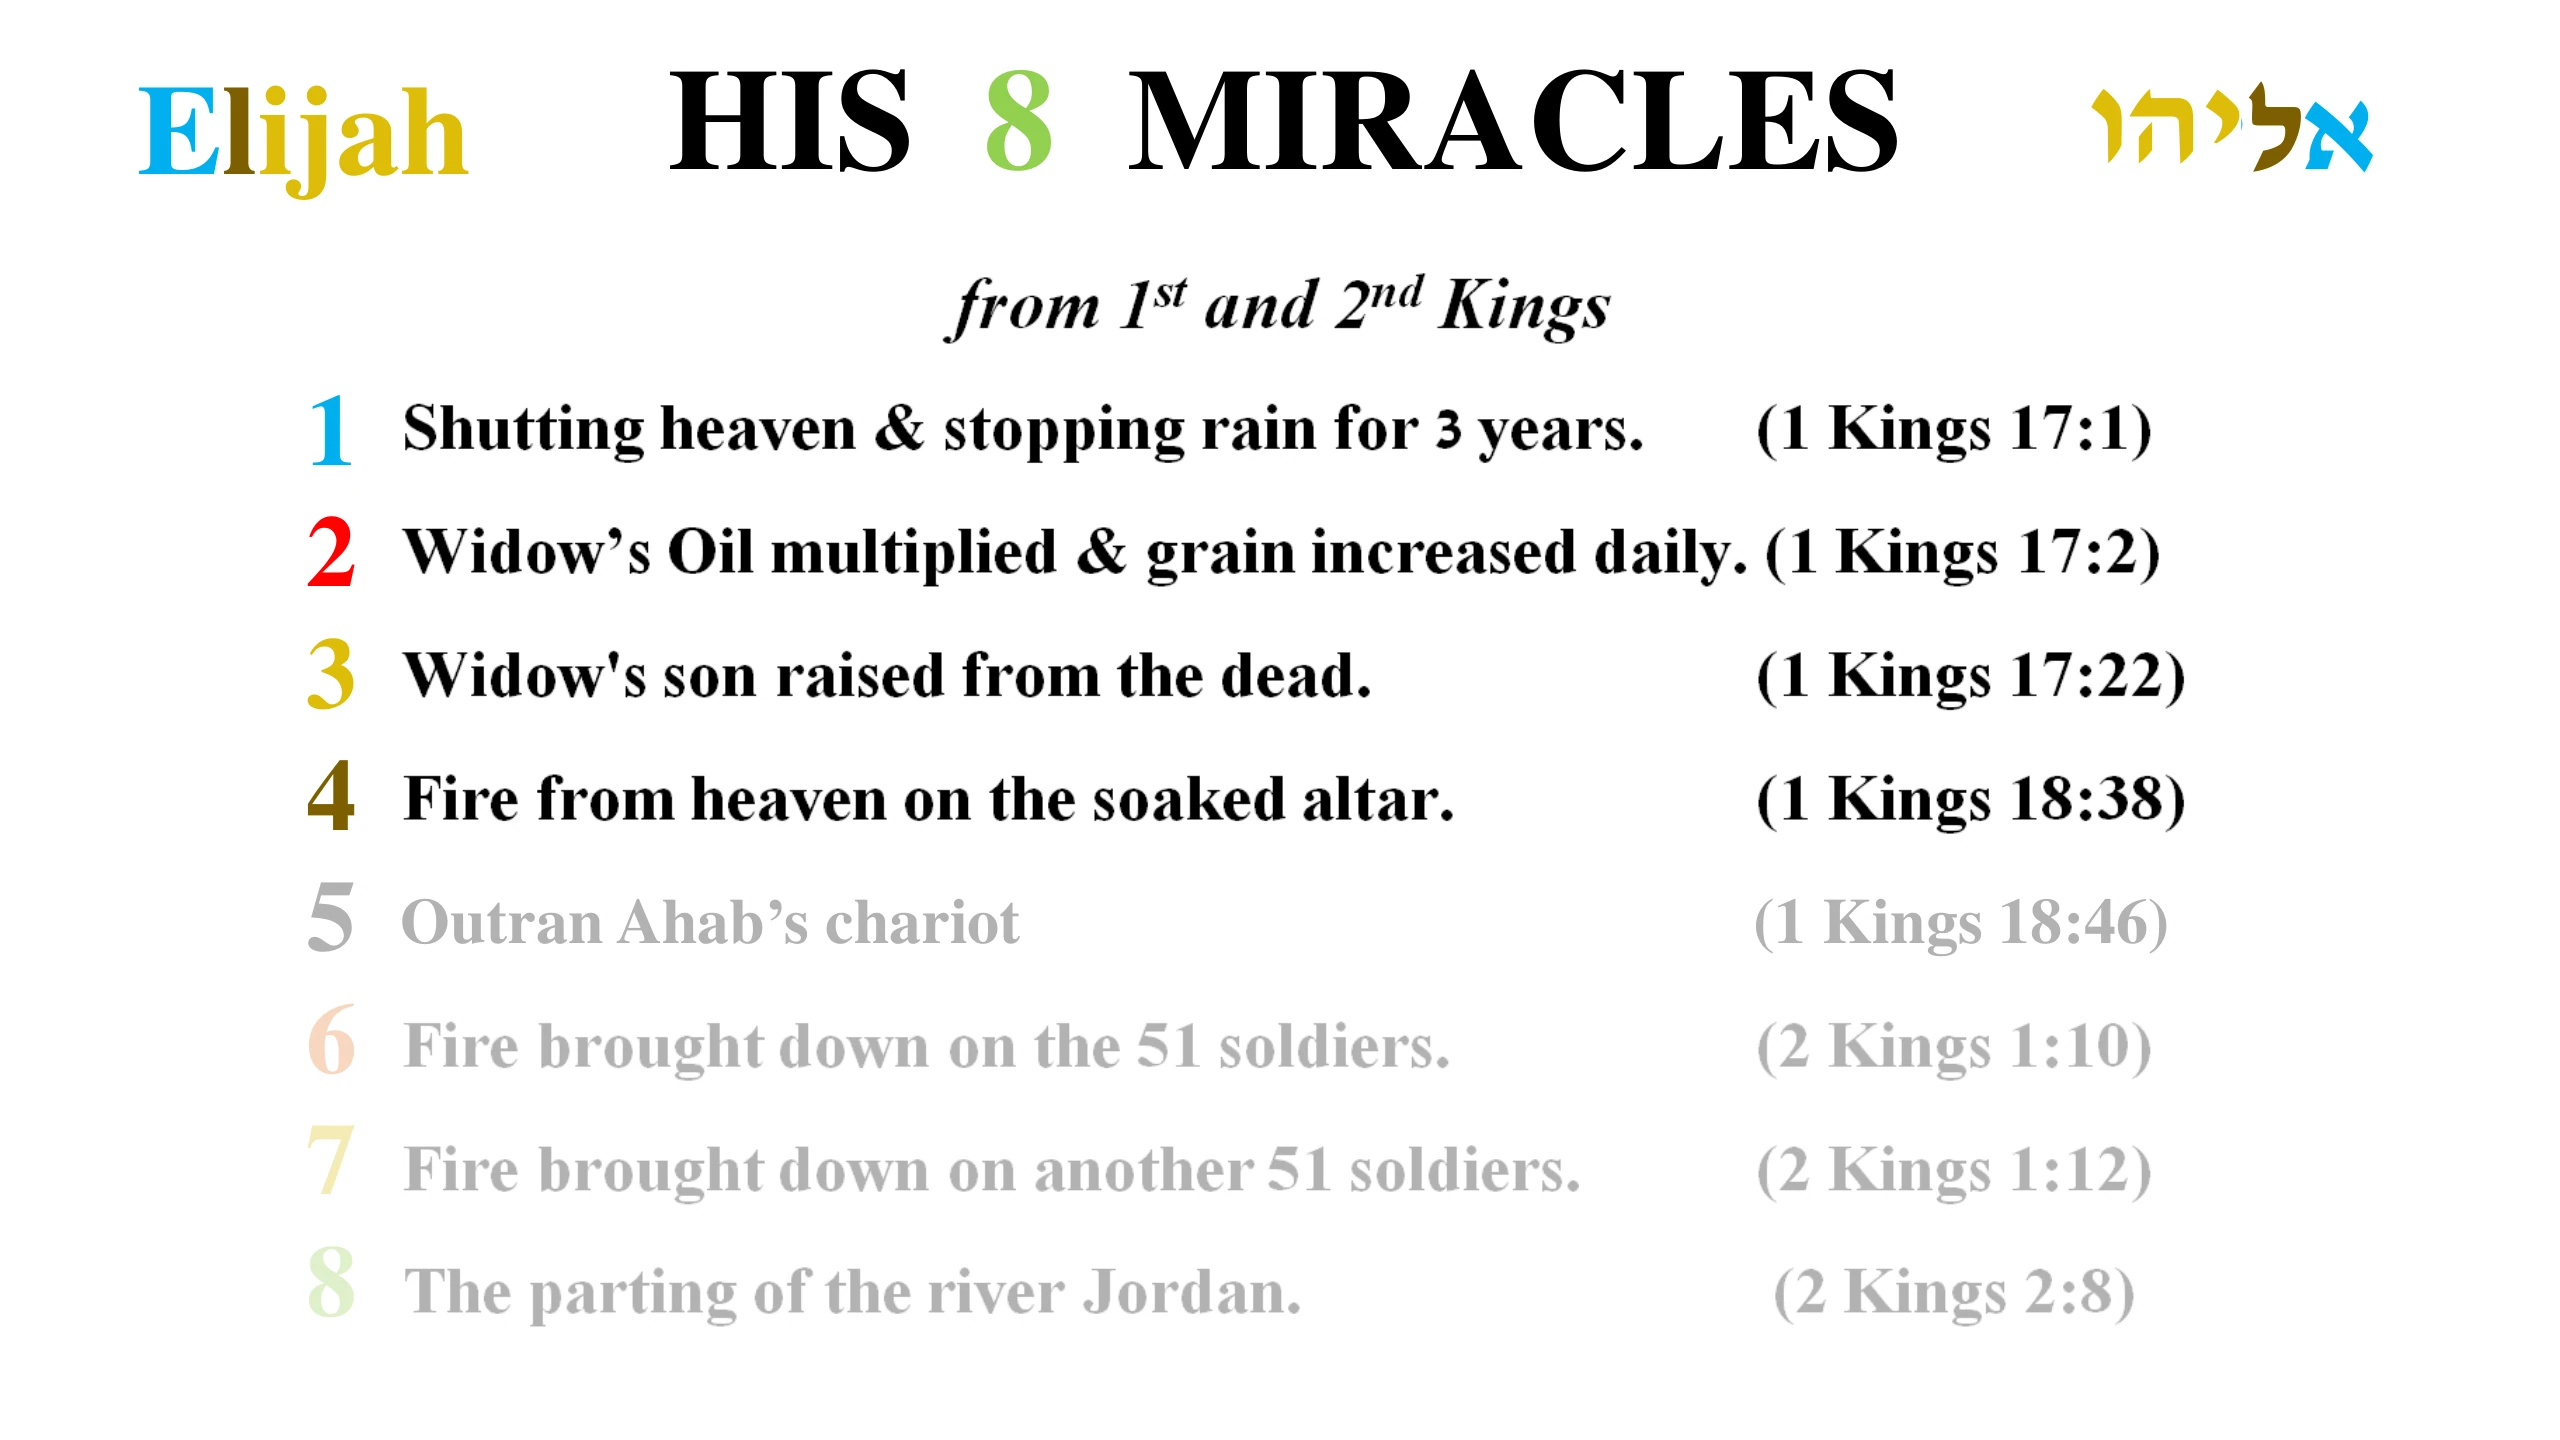 Elijah HIS 8 MIRACLES אליהו
from 1st and 2nd Kings
1 Shutting heaven & stopping rain for 3 years. (1 Kings 17:1)
2 Widow’s Oil multiplied & grain increased daily. (1 Kings 17:2)
3 Widow's son raised from the dead. (1 Kings 17:22)
4 Fire from heaven on the soaked altar. (1 Kings 18:38)
5 Outran Ahab’s chariot (1 Kings 18:46)
6 Fire brought down on the 51 soldiers. (2 Kings 1:10)
7 Fire brought down on another 51 soldiers. (2 Kings 1:12)
8 The parting of the river Jordan. (2 Kings 2:8)